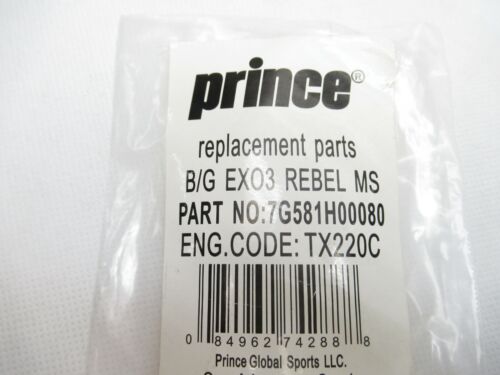 prince®
replacement parts
B/G EXO3 REBEL MS
PART NO:7G581H00080
ENG.CODE: TX220C
0 84962 74288 8
Prince Global Sports LLC.